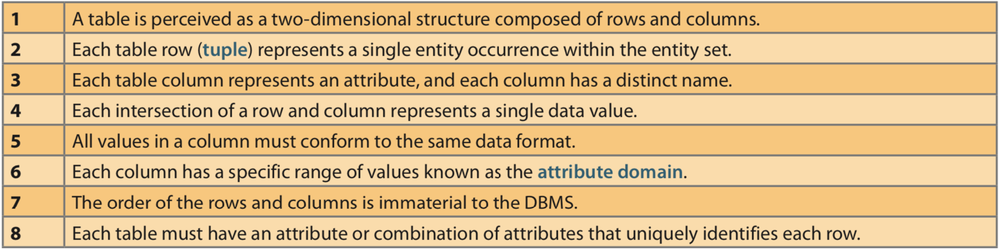 1 A table is perceived as a two-dimensional structure composed of rows and columns.
2 Each table row (tuple) represents a single entity occurrence within the entity set.
3 Each table column represents an attribute, and each column has a distinct name.
4 Each intersection of a row and column represents a single data value.
5 All values in a column must conform to the same data format.
6 Each column has a specific range of values known as the attribute domain.
7 The order of the rows and columns is immaterial to the DBMS.
8 Each table must have an attribute or combination of attributes that uniquely identifies each row.